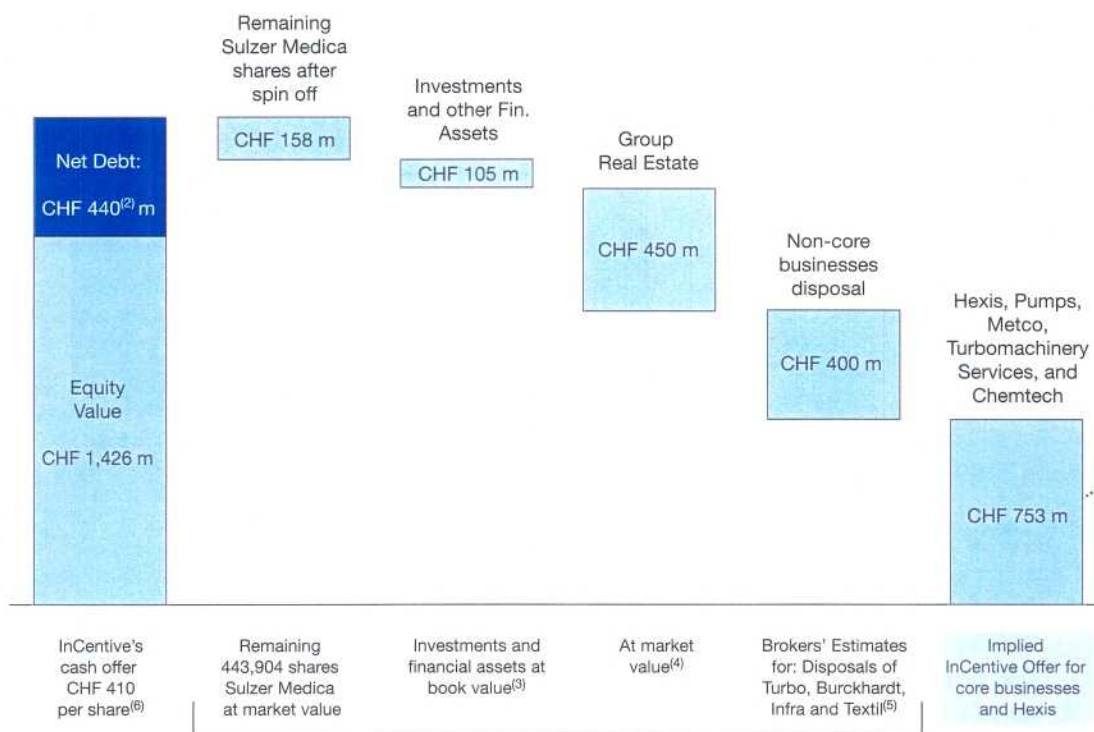 Remaining
Sulzer Medica
shares after
spin off
CHF 158 m
Investments
and other Fin.
Assets
CHF 105 m
Group
Real Estate
CHF 450 m
Non-core
businesses
disposal
CHF 400 m
Hexis, Pumps,
Metco,
Turbomachinery
Services, and
Chemtech
CHF 753 m
Net Debt:
CHF 440(2) m
Equity
Value
CHF 1,426 m
InCentive's
cash offer
CHF 410
per share(6)
Remaining
443,904 shares
Sulzer Medica
at market value
Investments and
financial assets at
book value(3)
At market
value(4)
Brokers' Estimates
for: Disposals of
Turbo, Burckhardt,
Infra and Textil(5)
Implied
InCentive Offer for
core businesses
and Hexis